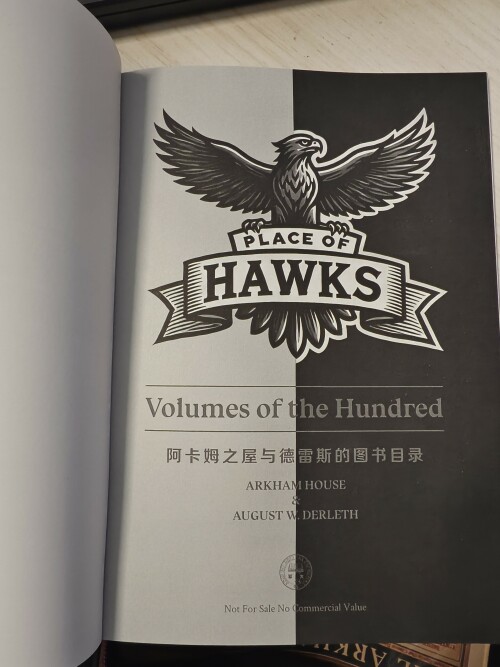 PLACE OF
HAWKS
Volumes of the Hundred
阿卡姆之屋与德雷斯的图书目录
ARKHAM HOUSE
&
AUGUST W. DERLETH
Not For Sale No Commercial Value